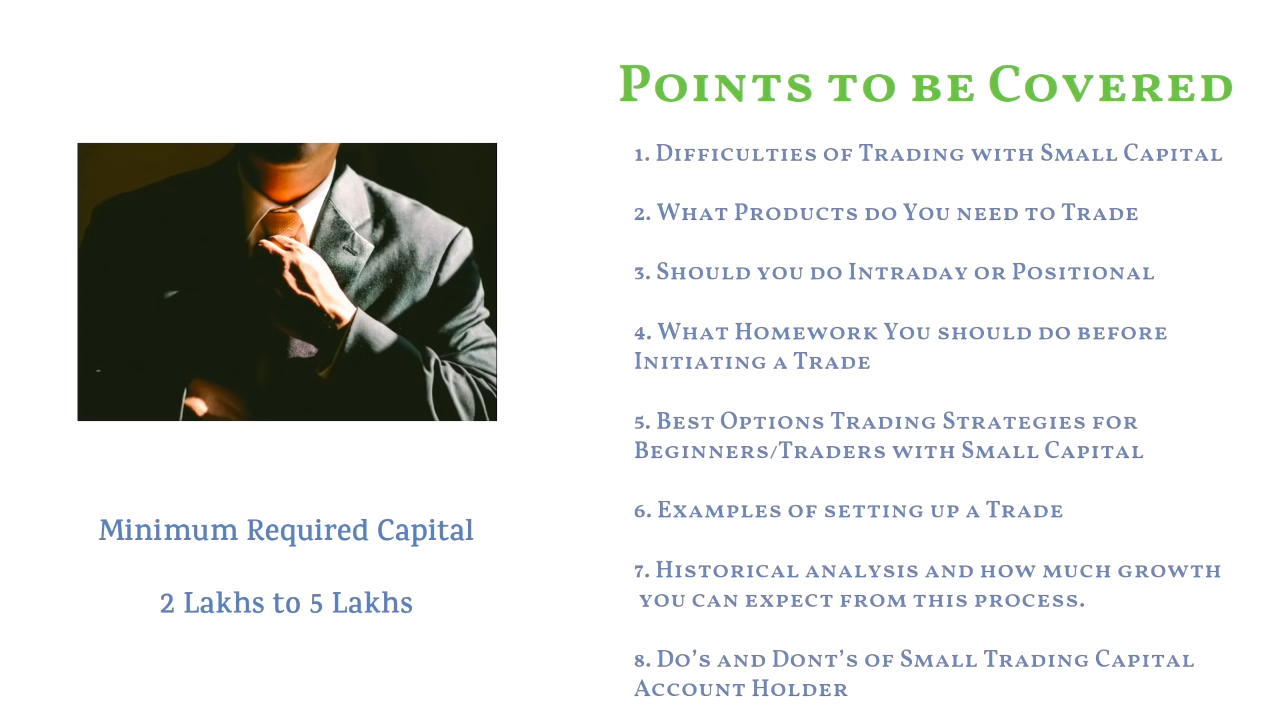 Points to be Covered
1. Difficulties of Trading with Small Capital
2. What Products do You need to Trade
3. Should you do Intraday or Positional
4. What Homework You should do before
Initiating a Trade
5. Best Options Trading Strategies for
Beginners/Traders with Small Capital
6. Examples of setting up a Trade
7. Historical analysis and how much growth
you can expect from this process.
8. Do's and Dont's of Small Trading Capital
Account Holder
Minimum Required Capital
2 Lakhs to 5 Lakhs